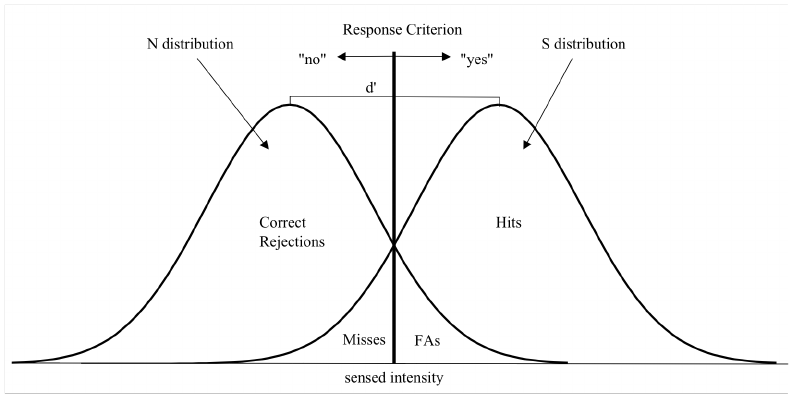 Response Criterion
N distribution
S distribution
"no"
"yes"
d'
Correct
Rejections
Hits
Misses
FAs
sensed intensity